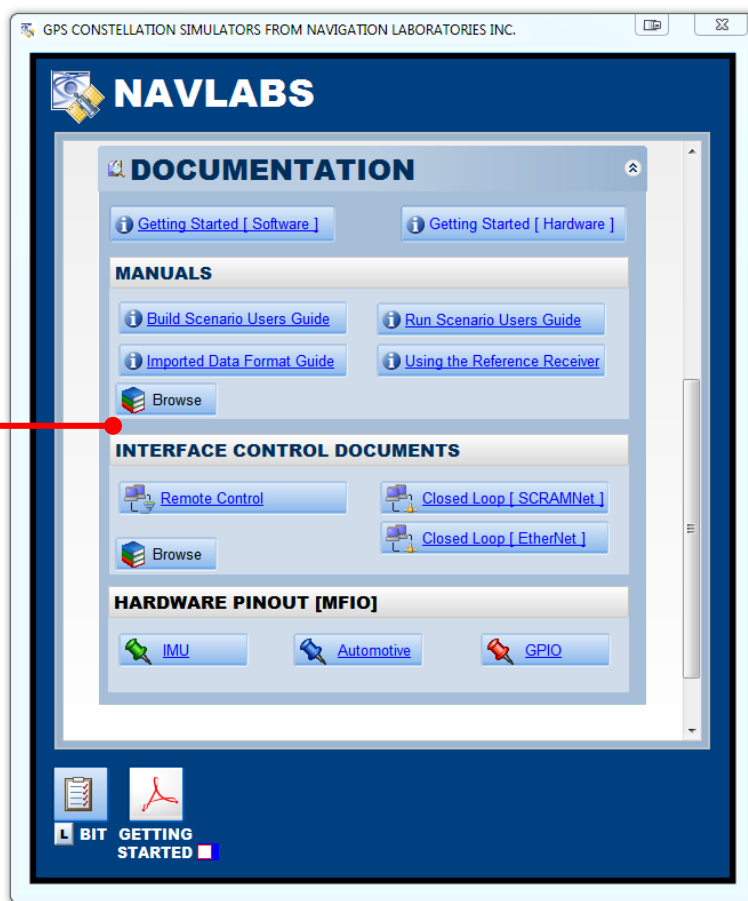 GPS CONSTELLATION SIMULATORS FROM NAVIGATION LABORATORIES INC.
NAVLABS
DOCUMENTATION
Getting Started [ Software ] Getting Started [ Hardware ]
MANUALS
Build Scenario Users Guide Run Scenario Users Guide
Imported Data Format Guide Using the Reference Receiver
Browse
INTERFACE CONTROL DOCUMENTS
Remote Control Closed Loop [ SCRAMNet ]
Closed Loop [ EtherNet ]
Browse
HARDWARE PINOUT [MFIO]
IMU Automotive GPIO
L BIT GETTING
STARTED